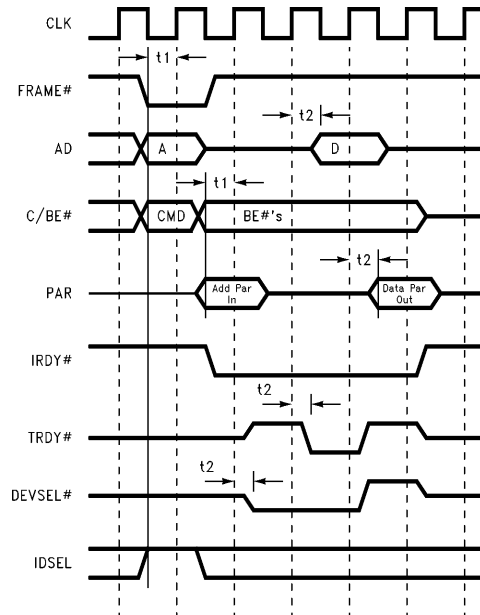 CLK
t1
FRAME#
t2
AD
A
D
t1
C/BE#
CMD
BE#'s
t2
PAR
Add Par
In
Data Par
Out
IRDY#
t2
TRDY#
t2
DEVSEL#
IDSEL